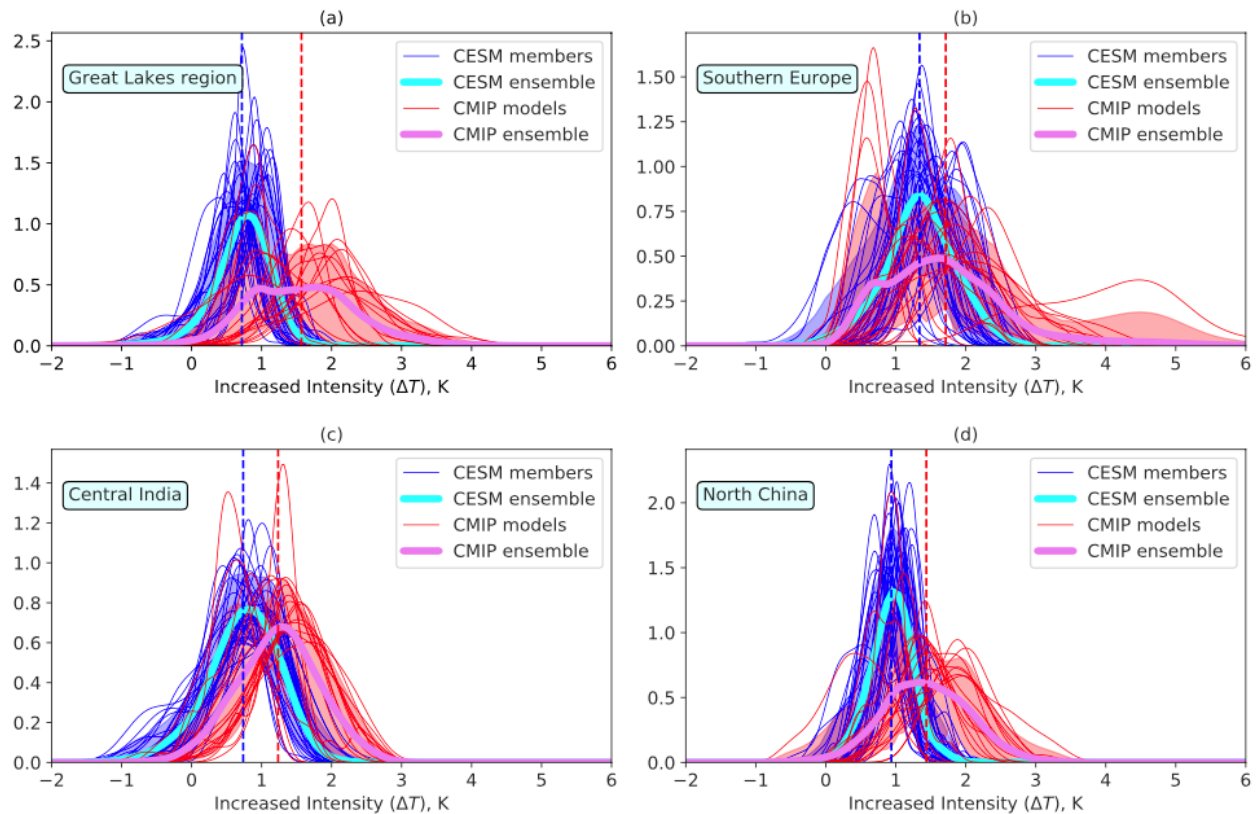 (a)
2.5
2.0
1.5
1.0
0.5
0.0
Great Lakes region
CESM members
CESM ensemble
CMIP models
CMIP ensemble
−2 −1 0 1 2 3 4 5 6
Increased Intensity (ΔT), K
(b)
1.50
1.25
1.00
0.75
0.50
0.25
0.00
Southern Europe
CESM members
CESM ensemble
CMIP models
CMIP ensemble
−2 −1 0 1 2 3 4 5 6
Increased Intensity (ΔT), K
(c)
1.4
1.2
1.0
0.8
0.6
0.4
0.2
0.0
Central India
CESM members
CESM ensemble
CMIP models
CMIP ensemble
−2 −1 0 1 2 3 4 5 6
Increased Intensity (ΔT), K
(d)
2.0
1.5
1.0
0.5
0.0
North China
CESM members
CESM ensemble
CMIP models
CMIP ensemble
−2 −1 0 1 2 3 4 5 6
Increased Intensity (ΔT), K